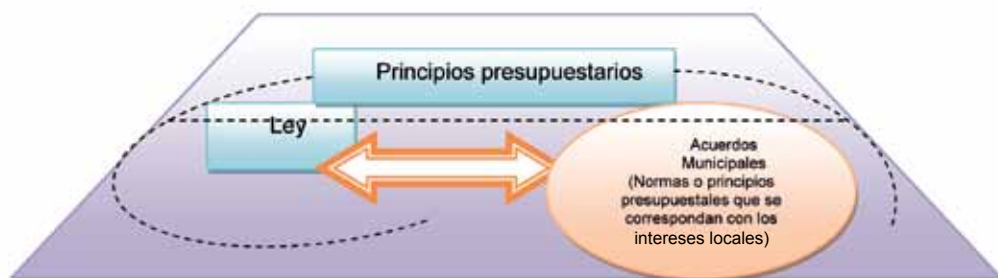 Principios presupuestarios
Ley
Acuerdos
Municipales
(Normas o principios
presupuestales que se
correspondan con los
intereses locales)